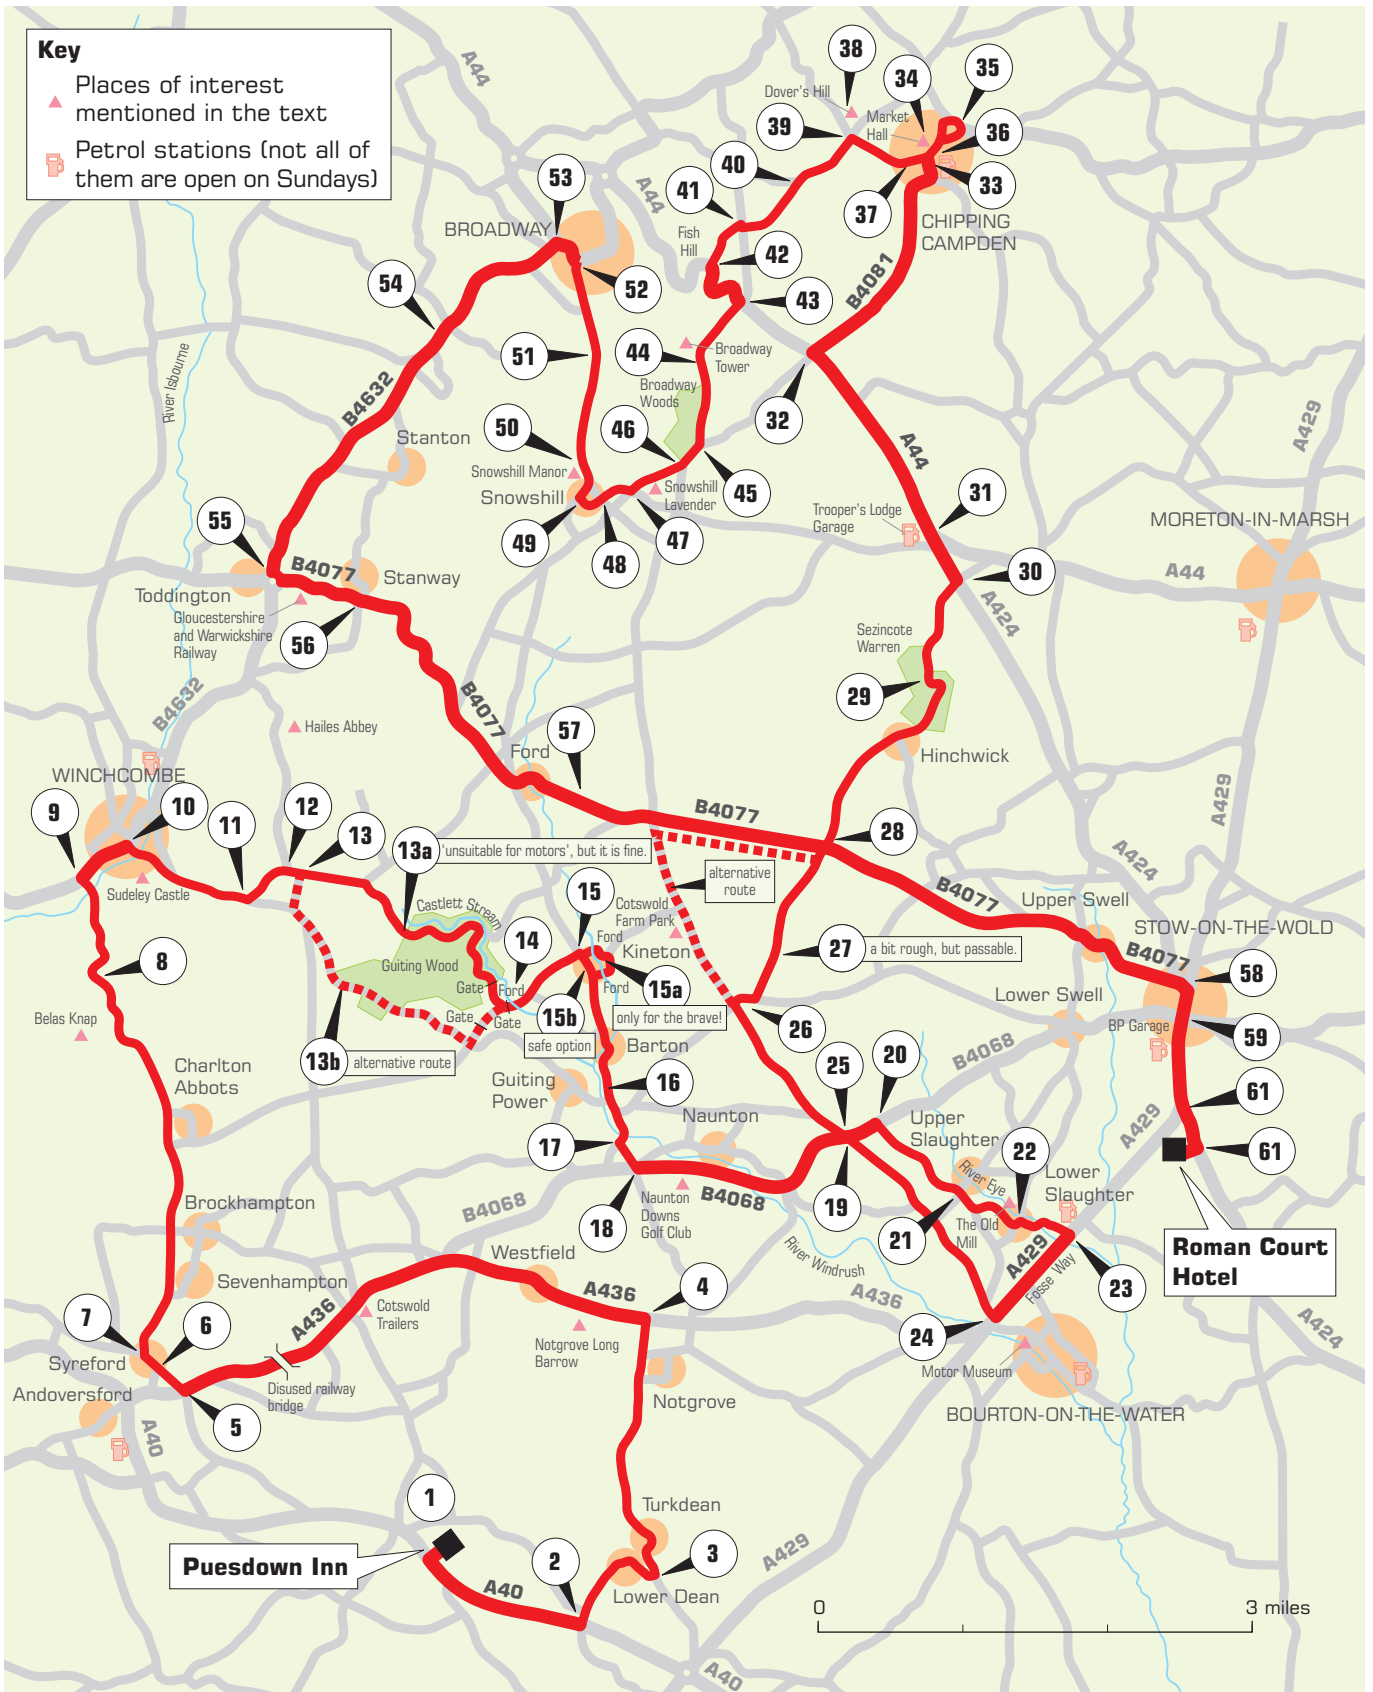 Key
Places of interest
mentioned in the text
Petrol stations (not all of
them are open on Sundays)
A44
38
34
35
Dover's Hill
Market
Hall
39
36
40
33
53
A44
41
37
CHIPPING
CAMPDEN
BROADWAY
Fish
Hill
42
B4081
54
52
43
River Isbourne
51
44
Broadway
Tower
B4632
Broadway
Woods
32
A429
50
46
A44
Stanton
Snowshill Manor
Snowshill
Snowshill
Lavender
45
31
Trooper's Lodge
Garage
55
MORETON-IN-MARSH
49
47
48
B4077
Stanway
30
A44
Toddington
Gloucestershire
and Warwickshire
Railway
A424
56
Sezincote
Warren
B4632
B4077
29
Hailes Abbey
57
Ford
Hinchwick
WINCHCOMBE
A429
9
10
11
12
13
B4077
28
13a
'unsuitable for motors', but it is fine.
A424
alternative
route
Sudeley Castle
15
B4077
Upper Swell
Castlett Stream
Cotswold
Farm Park
STOW-ON-THE-WOLD
14
Ford
Kineton
27
a bit rough, but passable.
B4077
8
Guiting Wood
58
Gate
Ford
Ford
15a
Lower Swell
Belas Knap
Gate
Gate
15b
only for the brave!
26
BP Garage
59
13b
alternative route
safe option
Barton
25
20
B4068
Charlton
Abbots
Guiting
Power
16
61
Naunton
Upper
Slaughter
A429
17
22
61
River Eye
Lower
Slaughter
Brockhampton
B4068
Naunton
Downs
Golf Club
B4068
19
18
21
The Old
Mill
Roman Court
Hotel
Westfield
River Windrush
A429
Fosse Way
Sevenhampton
A436
4
A436
23
7
6
A436
Cotswold
Trailers
24
A424
Syreford
Notgrove Long
Barrow
Motor Museum
Andoversford
Disused railway
bridge
Notgrove
5
BOURTON-ON-THE-WATER
A40
1
Turkdean
Puesdown Inn
2
3
A429
A40
Lower Dean
0
3 miles
A40